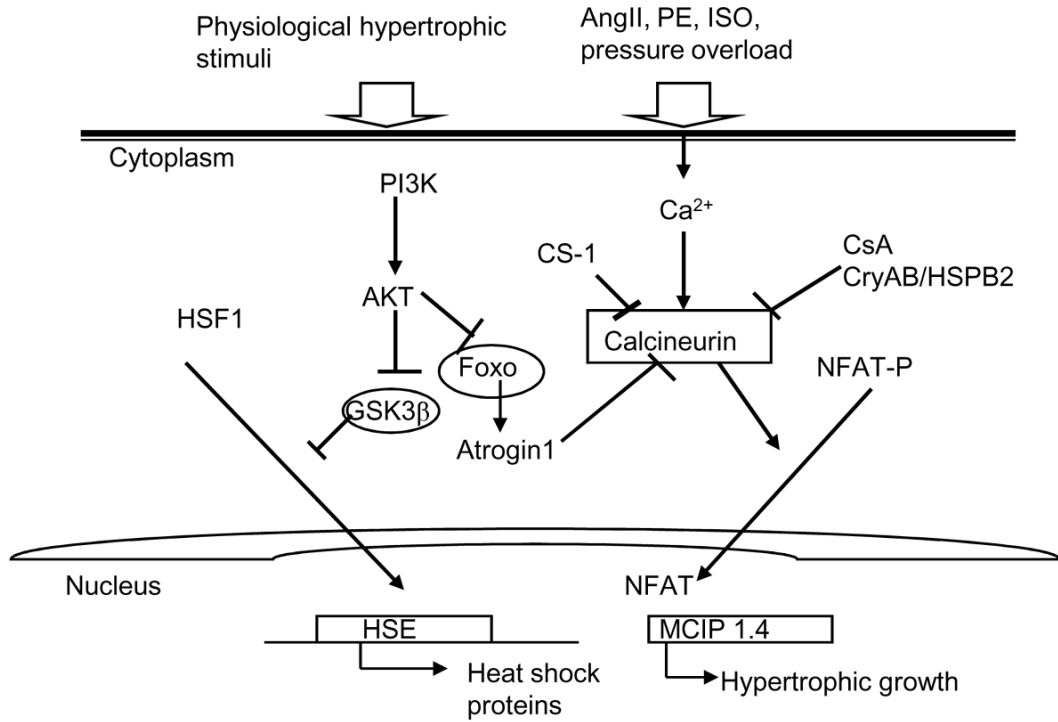 Physiological hypertrophic
stimuli
AngII, PE, ISO,
pressure overload
Cytoplasm
PI3K
Ca²⁺
CS-1
CsA
CryAB/HSPB2
AKT
HSF1
Calcineurin
Foxo
NFAT-P
GSK3β
Atrogin1
Nucleus
NFAT
HSE
MCIP 1.4
Heat shock
proteins
Hypertrophic growth